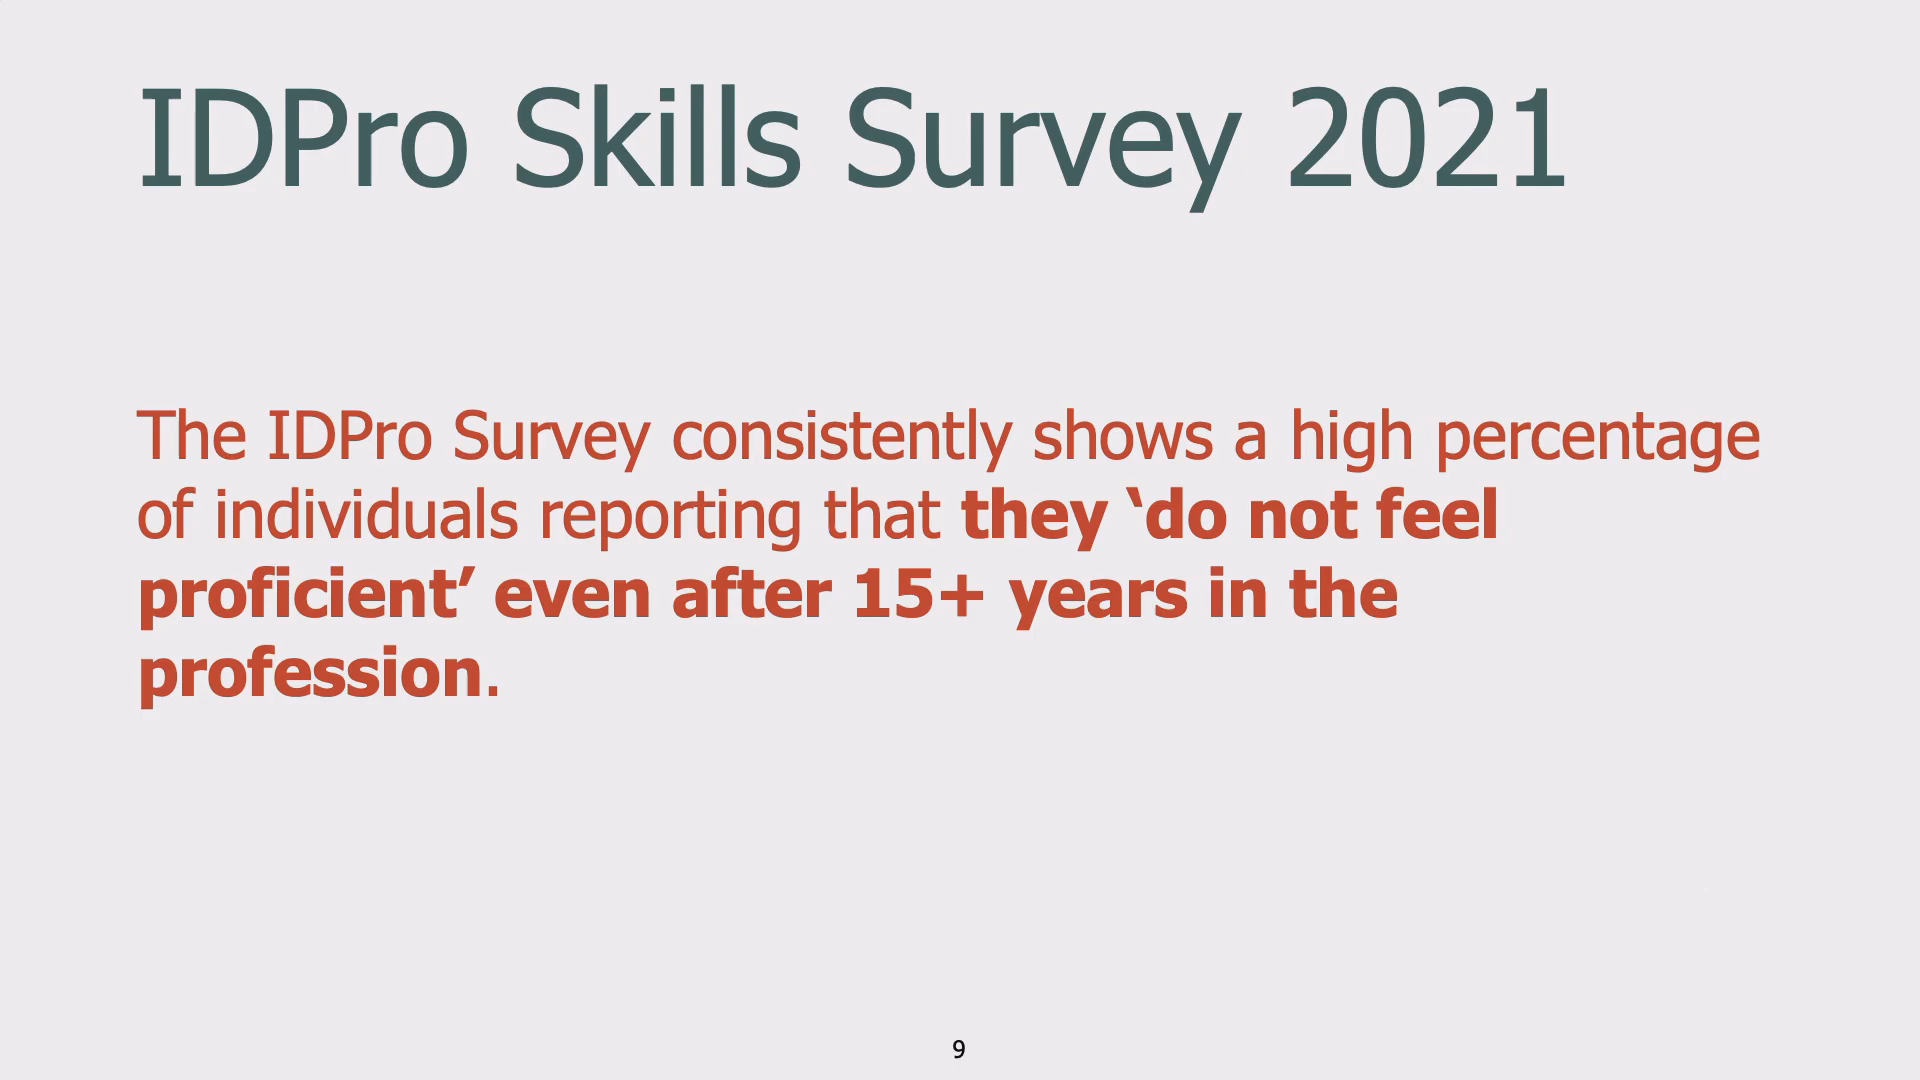 IDPro Skills Survey 2021
The IDPro Survey consistently shows a high percentage
of individuals reporting that they ‘do not feel
proficient’ even after 15+ years in the
profession.
9